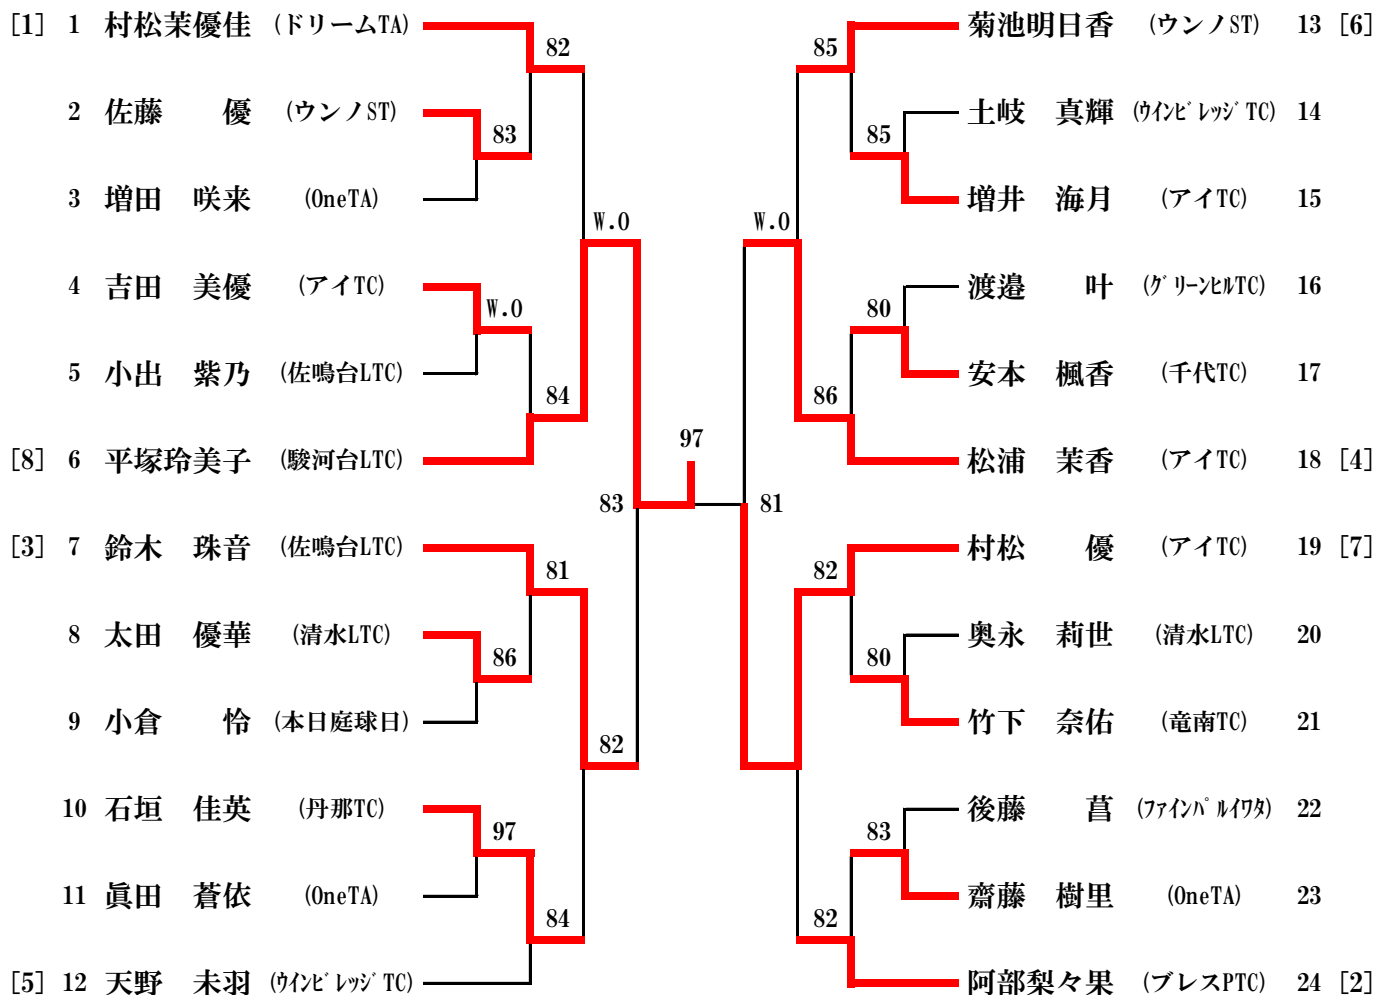 [1] 1 村松茉優佳 (ドリームTA)
82
2 佐藤 優 (ウンノST)
83
3 増田 咲来 (OneTA)
W.O
4 吉田 美優 (アイTC)
W.O
5 小出 紫乃 (佐鳴台LTC)
84
[8] 6 平塚玲美子 (駿河台LTC)
83
[3] 7 鈴木 珠音 (佐鳴台LTC)
81
8 太田 優華 (清水LTC)
86
9 小倉 怜 (本日庭球日)
82
10 石垣 佳英 (丹那TC)
97
11 眞田 蒼依 (OneTA)
84
[5] 12 天野 未羽 (ウインビレッジTC)
97
菊池明日香 (ウンノST) 13 [6]
85
土岐 真輝 (ウインビレッジTC) 14
85
増井 海月 (アイTC) 15
W.O
渡邉 叶 (グリーンヒルTC) 16
80
安本 楓香 (千代TC) 17
86
松浦 茉香 (アイTC) 18 [4]
81
村松 優 (アイTC) 19 [7]
82
奥永 莉世 (清水LTC) 20
80
竹下 奈佑 (竜南TC) 21
後藤 菖 (ファインパルイワタ) 22
83
齋藤 樹里 (OneTA) 23
82
阿部梨々果 (ブレスPTC) 24 [2]